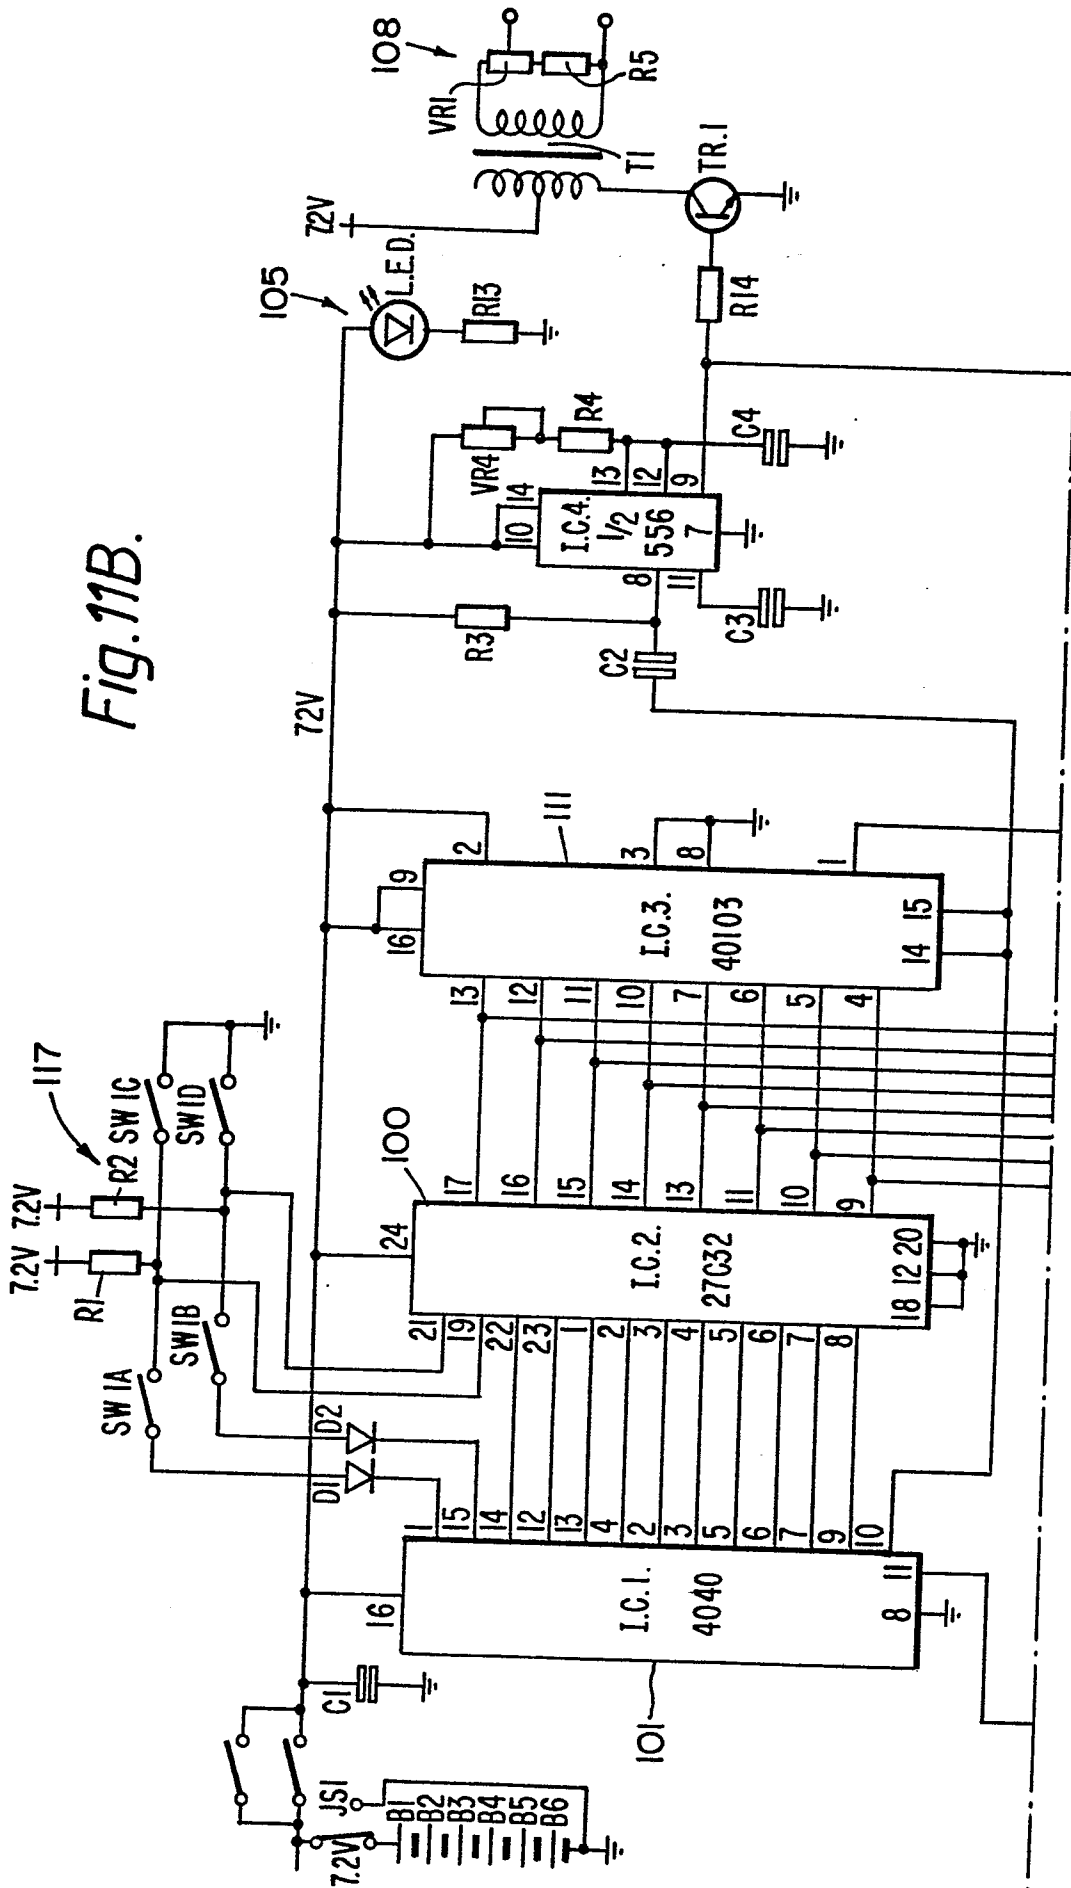 Fig.11B.
117
7.2V
7.2V
R1
R2
SW1C
SW1D
SW1A
SW1B
D1
D2
7.2V
JS1
B1
B2
B3
B4
B5
B6
C1
16
I.C.1.
4040
101
8
11
1
15
14
12
13
4
2
3
5
6
7
9
10
100
24
21
19
22
23
1
2
3
4
5
6
7
8
I.C.2.
27C32
18
12
20
17
16
15
14
13
11
10
9
72V
16
9
2
111
13
12
11
10
7
6
5
4
I.C.3.
40103
3
8
1
14
15
R3
C2
8
11
C3
10
14
I.C.4.
1/2
556
7
13
12
9
VR4
R4
C4
105
L.E.D.
R13
R14
TR.1
72V
T1
108
VR1
R5